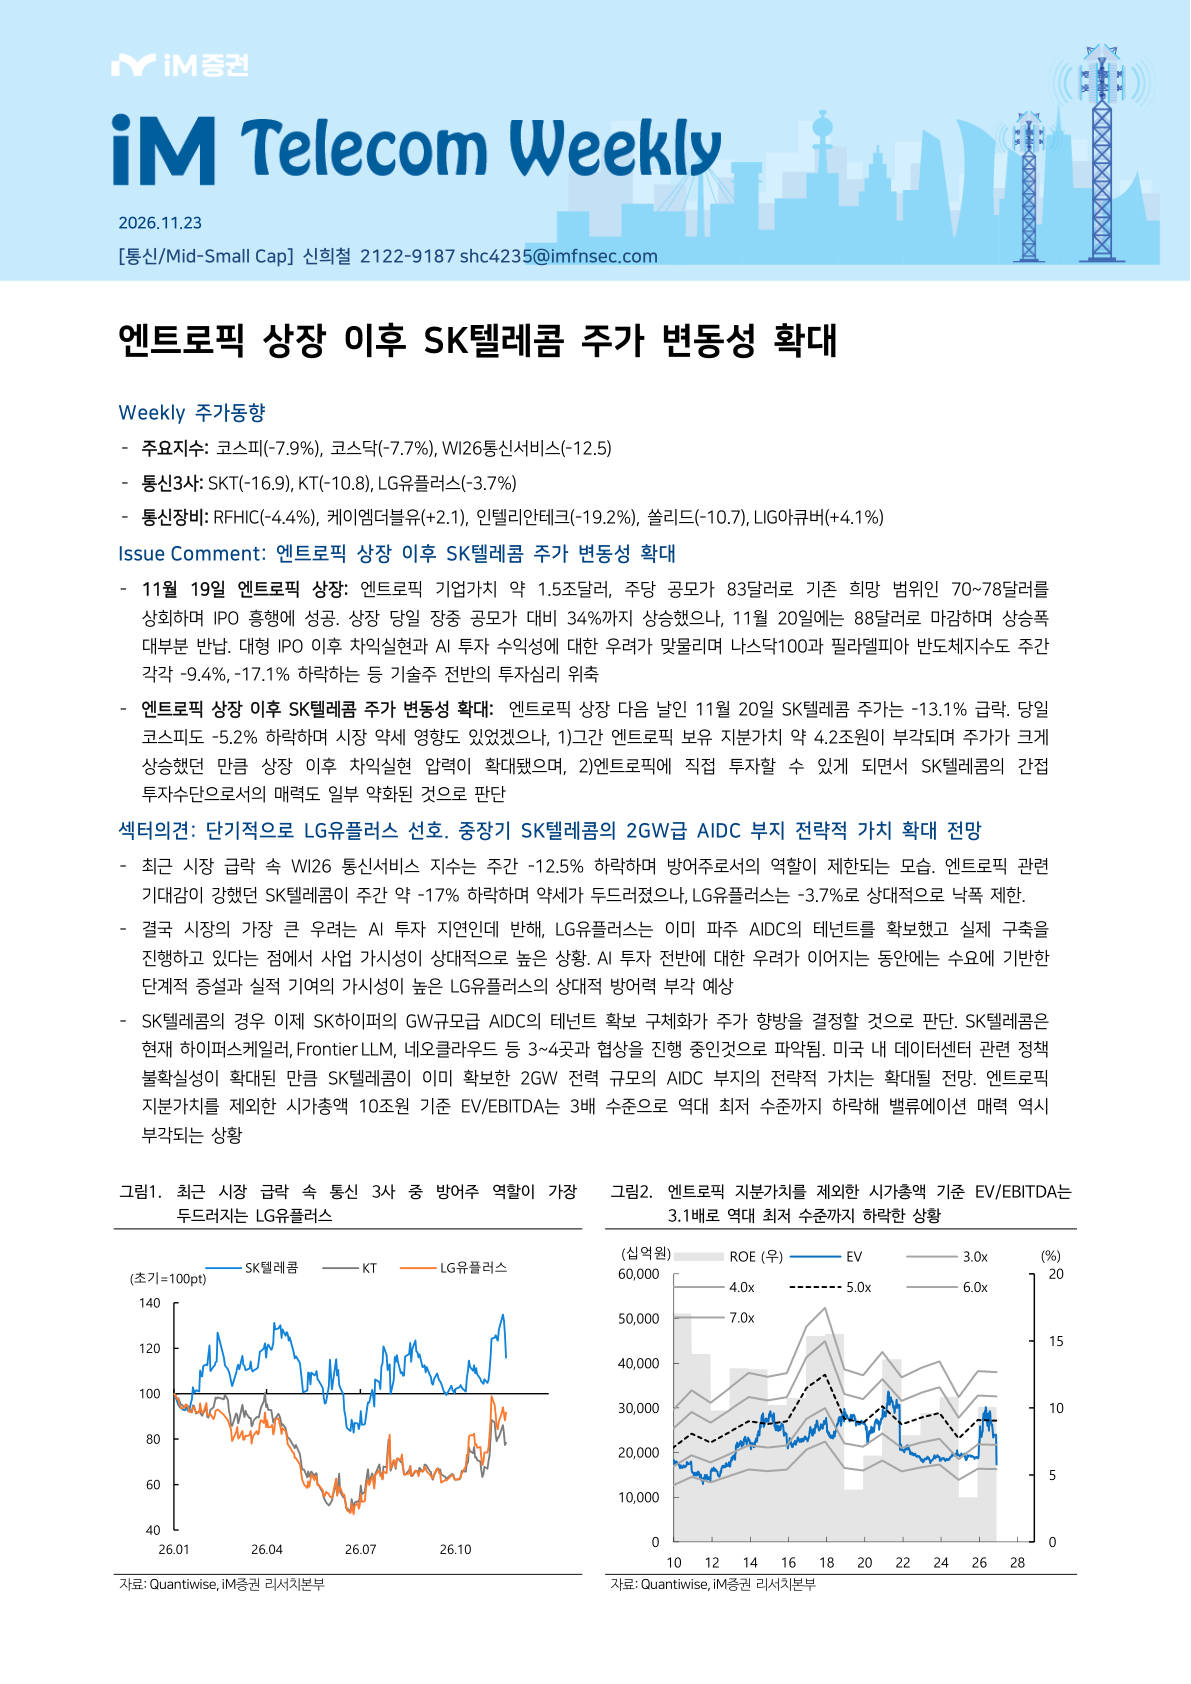 iM증권
iM Telecom Weekly
2026.11.23
[통신/Mid-Small Cap] 신희철 2122-9187 shc4235@imfnsec.com
엔트로픽 상장 이후 SK텔레콤 주가 변동성 확대
Weekly 주가동향
- 주요지수: 코스피(-7.9%), 코스닥(-7.7%), WI26통신서비스(-12.5)
- 통신3사: SKT(-16.9), KT(-10.8), LG유플러스(-3.7%)
- 통신장비: RFHIC(-4.4%), 케이엠더블유(+2.1), 인텔리안테크(-19.2%), 쏠리드(-10.7), LIG아큐버(+4.1%)
Issue Comment: 엔트로픽 상장 이후 SK텔레콤 주가 변동성 확대
- 11월 19일 엔트로픽 상장: 엔트로픽 기업가치 약 1.5조달러, 주당 공모가 83달러로 기존 희망 범위인 70~78달러를
상회하며 IPO 흥행에 성공. 상장 당일 장중 공모가 대비 34%까지 상승했으나, 11월 20일에는 88달러로 마감하며 상승폭
대부분 반납. 대형 IPO 이후 차익실현과 AI 투자 수익성에 대한 우려가 맞물리며 나스닥100과 필라델피아 반도체지수도 주간
각각 -9.4%, -17.1% 하락하는 등 기술주 전반의 투자심리 위축
- 엔트로픽 상장 이후 SK텔레콤 주가 변동성 확대: 엔트로픽 상장 다음 날인 11월 20일 SK텔레콤 주가는 -13.1% 급락. 당일
코스피도 -5.2% 하락하며 시장 약세 영향도 있었겠으나, 1)그간 엔트로픽 보유 지분가치 약 4.2조원이 부각되며 주가가 크게
상승했던 만큼 상장 이후 차익실현 압력이 확대됐으며, 2)엔트로픽에 직접 투자할 수 있게 되면서 SK텔레콤의 간접
투자수단으로서의 매력도 일부 약화된 것으로 판단
섹터의견: 단기적으로 LG유플러스 선호. 중장기 SK텔레콤의 2GW급 AIDC 부지 전략적 가치 확대 전망
- 최근 시장 급락 속 WI26 통신서비스 지수는 주간 -12.5% 하락하며 방어주로서의 역할이 제한되는 모습. 엔트로픽 관련
기대감이 강했던 SK텔레콤이 주간 약 -17% 하락하며 약세가 두드러졌으나, LG유플러스는 -3.7%로 상대적으로 낙폭 제한.
- 결국 시장의 가장 큰 우려는 AI 투자 지연인데 반해, LG유플러스는 이미 파주 AIDC의 테넌트를 확보했고 실제 구축을
진행하고 있다는 점에서 사업 가시성이 상대적으로 높은 상황. AI 투자 전반에 대한 우려가 이어지는 동안에는 수요에 기반한
단계적 증설과 실적 기여의 가시성이 높은 LG유플러스의 상대적 방어력 부각 예상
- SK텔레콤의 경우 이제 SK하이퍼의 GW규모급 AIDC의 테넌트 확보 구체화가 주가 향방을 결정할 것으로 판단. SK텔레콤은
현재 하이퍼스케일러, Frontier LLM, 네오클라우드 등 3~4곳과 협상을 진행 중인것으로 파악됨. 미국 내 데이터센터 관련 정책
불확실성이 확대된 만큼 SK텔레콤이 이미 확보한 2GW 전력 규모의 AIDC 부지의 전략적 가치는 확대될 전망. 엔트로픽
지분가치를 제외한 시가총액 10조원 기준 EV/EBITDA는 3배 수준으로 역대 최저 수준까지 하락해 밸류에이션 매력 역시
부각되는 상황
그림1. 최근 시장 급락 속 통신 3사 중 방어주 역할이 가장
두드러지는 LG유플러스
(초기=100pt)
SK텔레콤 KT LG유플러스
140
120
100
80
60
40
26.01 26.04 26.07 26.10
자료: Quantiwise, iM증권 리서치본부
그림2. 엔트로픽 지분가치를 제외한 시가총액 기준 EV/EBITDA는
3.1배로 역대 최저 수준까지 하락한 상황
(십억원) ROE (우) EV 3.0x (%)
4.0x 5.0x 6.0x
7.0x
60,000 20
50,000
15
40,000
30,000 10
20,000
5
10,000
0 0
10 12 14 16 18 20 22 24 26 28
자료: Quantiwise, iM증권 리서치본부